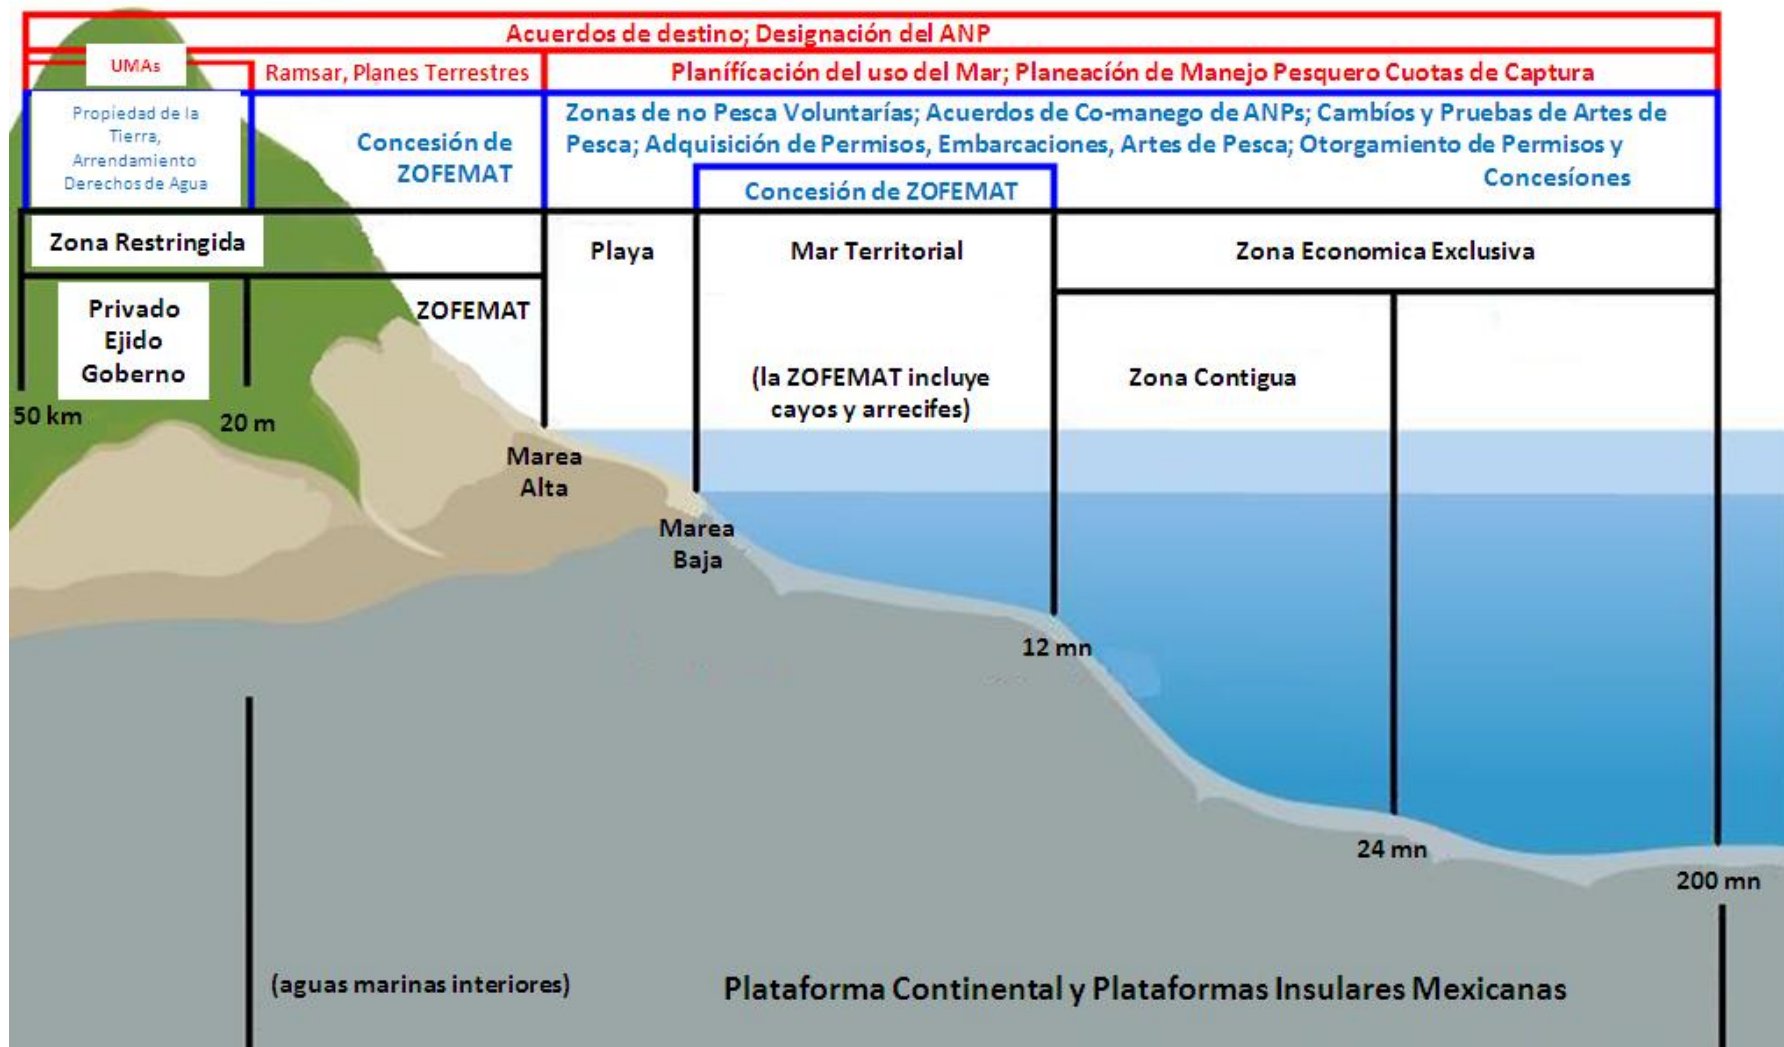 Acuerdos de destino; Designación del ANP
UMAs
Ramsar, Planes Terrestres
Planífícación del uso del Mar; Planeacíón de Manejo Pesquero Cuotas de Captura
Propiedad de la
Tierra,
Arrendamiento
Derechos de Agua
Concesión de
ZOFEMAT
Zonas de no Pesca Voluntarías; Acuerdos de Co-manego de ANPs; Cambíos y Pruebas de Artes de
Pesca; Adquisición de Permisos, Embarcaciones, Artes de Pesca; Otorgamiento de Permisos y
Concesíones
Concesión de ZOFEMAT
Zona Restringida
Playa
Mar Territorial
Zona Economica Exclusiva
Privado
Ejido
Goberno
ZOFEMAT
(la ZOFEMAT incluye
cayos y arrecifes)
Zona Contigua
50 km
20 m
Marea
Alta
Marea
Baja
12 mn
24 mn
200 mn
(aguas marinas interiores)
Plataforma Continental y Plataformas Insulares Mexicanas